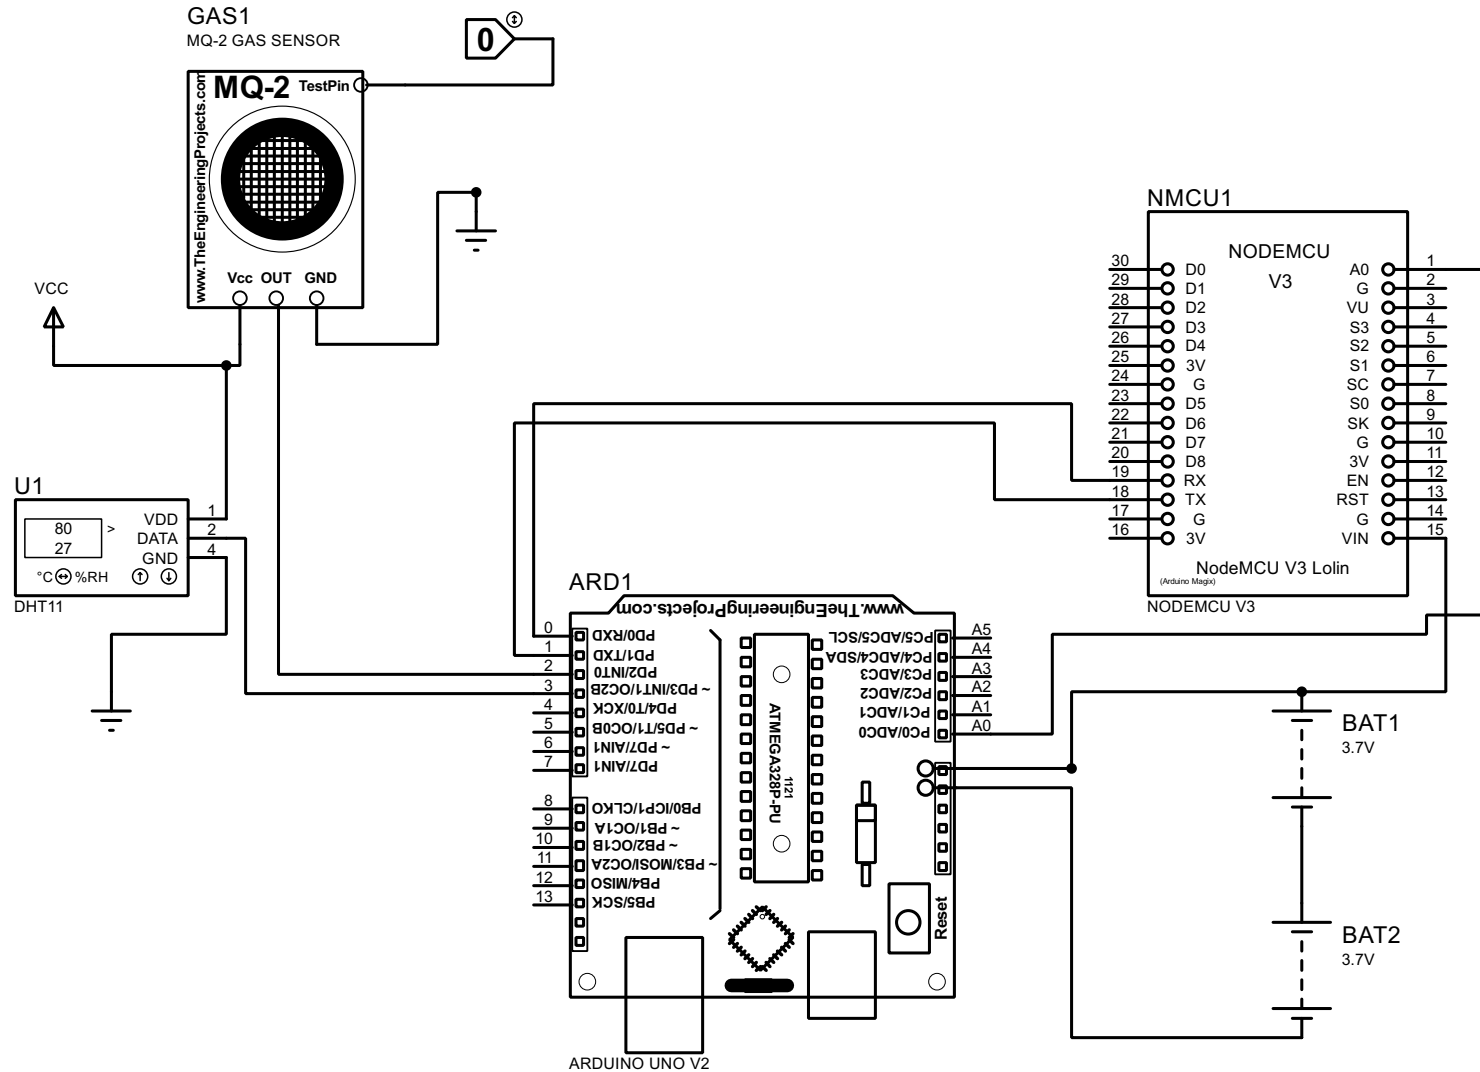 GAS1
MQ-2 GAS SENSOR
0
MQ-2
TestPin
www.TheEngineeringProjects.com
Vcc OUT GND
VCC
U1
80
27
>
VDD
DATA
GND
1
2
4
°C %RH
DHT11
NMCU1
NODEMCU
V3
30 D0
29 D1
28 D2
27 D3
26 D4
25 3V
24 G
23 D5
22 D6
21 D7
20 D8
19 RX
18 TX
17 G
16 3V
A0 1
G 2
VU 3
S3 4
S2 5
S1 6
SC 7
S0 8
SK 9
G 10
3V 11
EN 12
RST 13
G 14
VIN 15
NodeMCU V3 Lolin
(Arduino Magix)
NODEMCU V3
ARD1
www.TheEngineeringProjects.com
0 PD0/RXD
1 PD1/TXD
2 PD2/INT0
3 ~ PD3/INT1/OC2B
4 PD4/T0/XCK
5 ~ PD5/T1/OC0B
6 ~ PD7/AIN1
7 PD7/AIN1
8 PB0/ICP1/CLKO
9 ~ PB1/OC1A
10 ~ PB2/OC1B
11 ~ PB3/MOSI/OC2A
12 PB4/MISO
13 PB5/SCK
PC5/ADC5/SCL A5
PC4/ADC4/SDA A4
PC3/ADC3 A3
PC2/ADC2 A2
PC1/ADC1 A1
PC0/ADC0 A0
ATMEGA328P-PU
1121
Reset
ARDUINO UNO V2
BAT1
3.7V
BAT2
3.7V